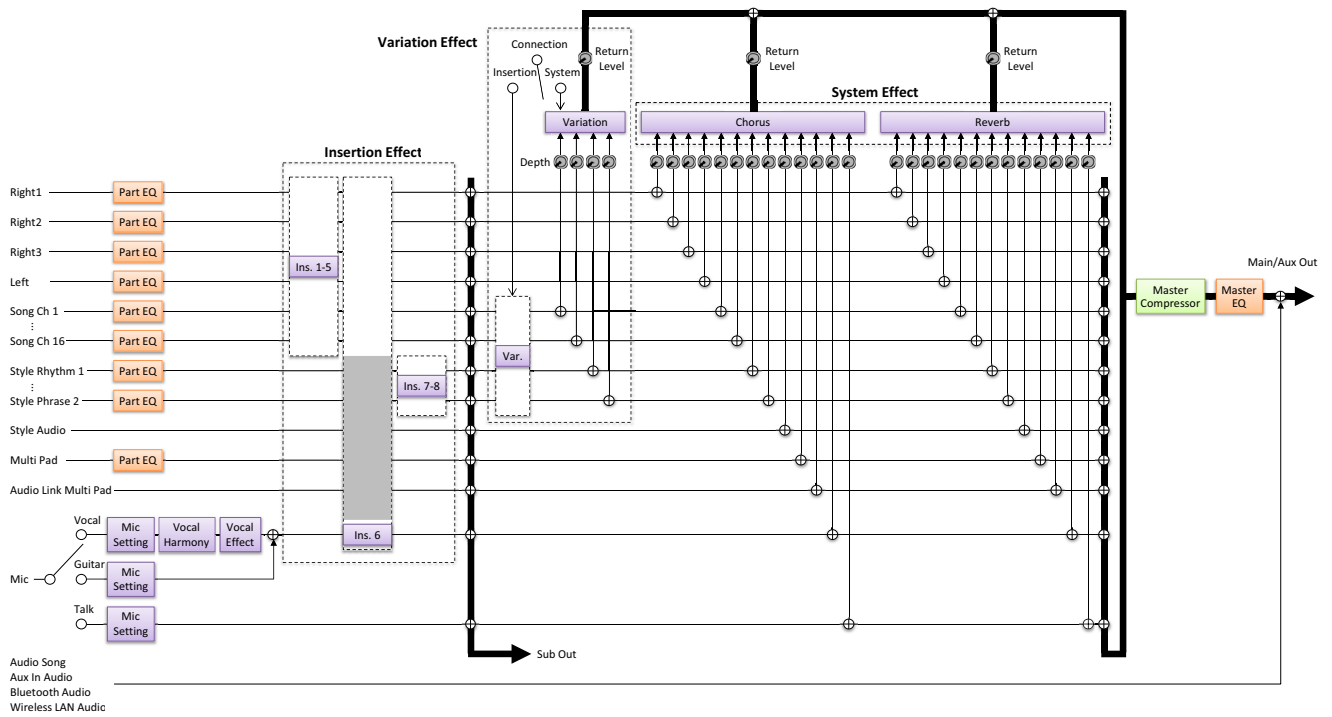 Variation Effect
Connection
Insertion
System
Return
Level
Return
Level
Return
Level
System Effect
Variation
Chorus
Reverb
Insertion Effect
Depth
Right1
Part EQ
Right2
Part EQ
Right3
Part EQ
Ins. 1-5
Left
Part EQ
Main/Aux Out
Master
Compressor
Master
EQ
Song Ch 1
Part EQ
⋮
Song Ch 16
Part EQ
Var.
Style Rhythm 1
Part EQ
⋮
Ins. 7-8
Style Phrase 2
Part EQ
Style Audio
Multi Pad
Part EQ
Audio Link Multi Pad
Vocal
Mic
Setting
Vocal
Harmony
Vocal
Effect
Ins. 6
Mic
Guitar
Mic
Setting
Talk
Mic
Setting
Sub Out
Audio Song
Aux In Audio
Bluetooth Audio
Wireless LAN Audio